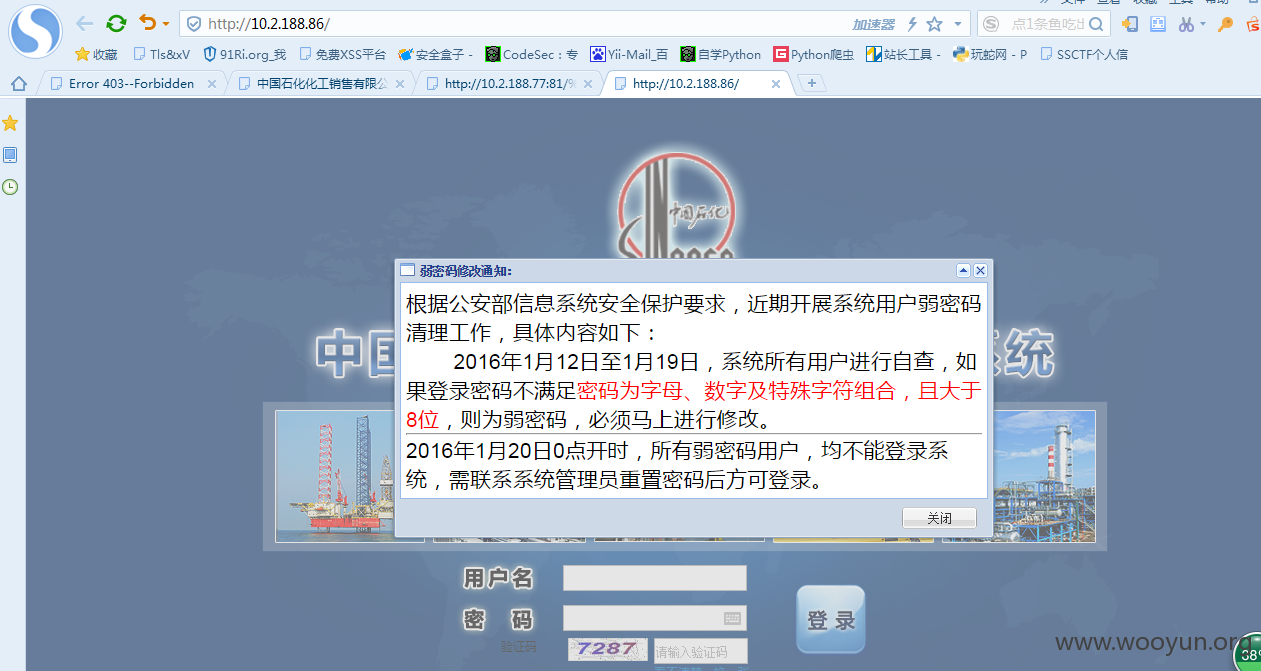 http://10.2.188.86/
加速器
点1条鱼吃出
收藏
Tls&xV
91Ri.org_我
免费XSS平台
安全盒子 -
CodeSec : 专
Yii-Mail_百
自学Python
Python爬虫
站长工具 -
玩蛇网 - P
SSCTF个人信
Error 403--Forbidden
中国石化化工销售有限公
http://10.2.188.77:81/%
http://10.2.188.86/
中国石化
弱密码修改通知:
根据公安部信息系统安全保护要求，近期开展系统用户弱密码
清理工作，具体内容如下：
2016年1月12日至1月19日，系统所有用户进行自查，如
果登录密码不满足密码为字母、数字及特殊字符组合，且大于
8位，则为弱密码，必须马上进行修改。
2016年1月20日0点开时，所有弱密码用户，均不能登录系
统，需联系系统管理员重置密码后方可登录。
关闭
中
统
用户名
密 码
登 录
验证码
7287
请输入验证码
www.wooyun.org
38